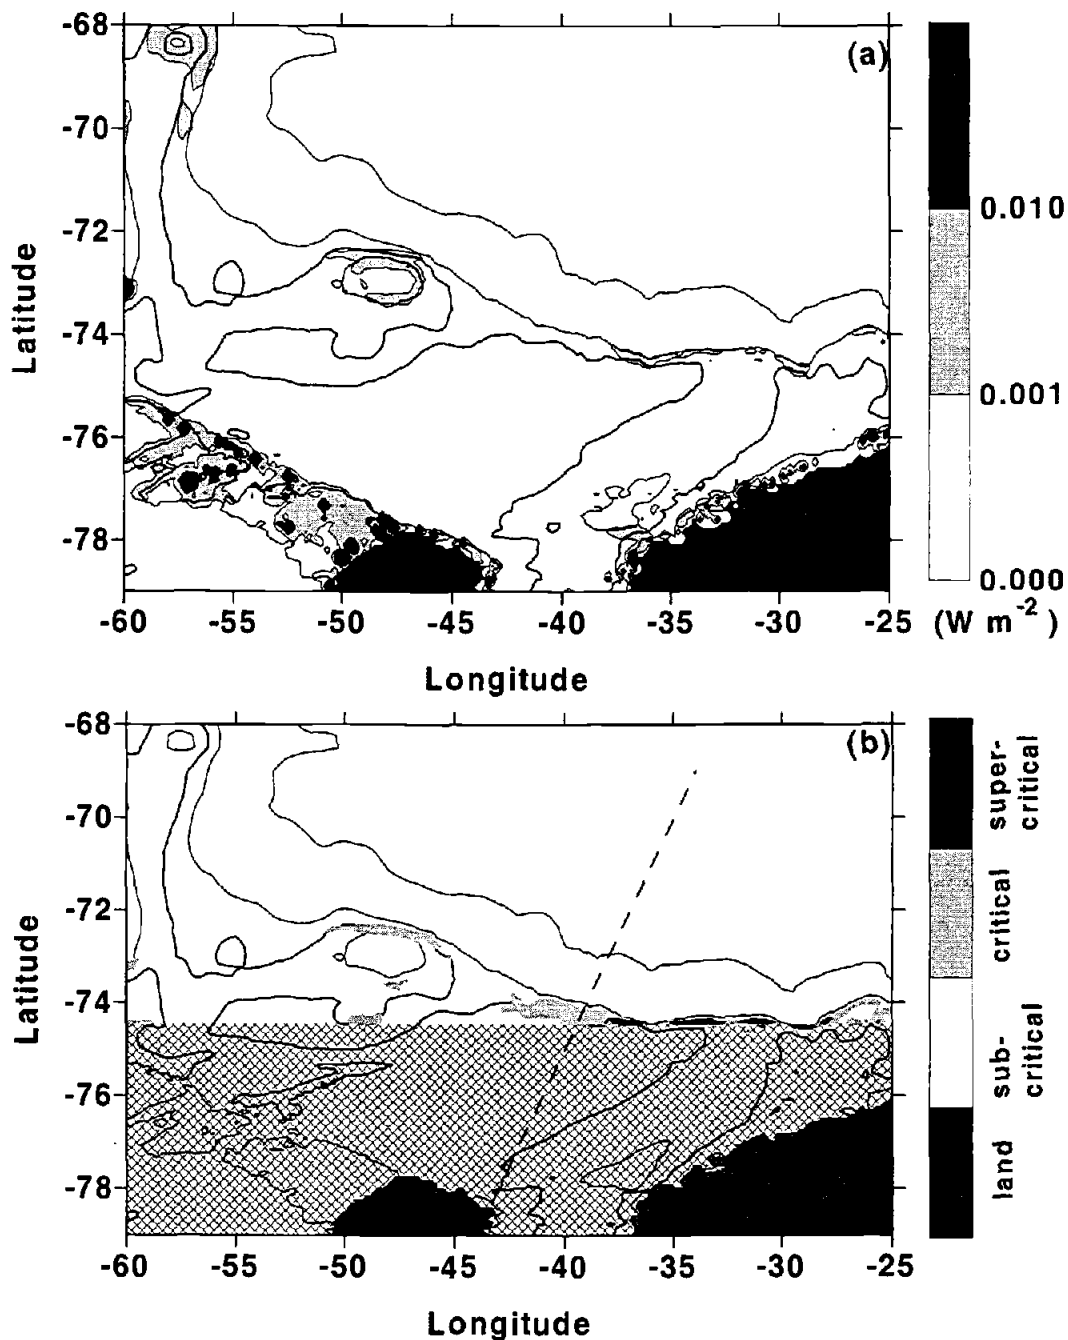 (a)
-68
-70
-72
-74
-76
-78
Latitude
-60 -55 -50 -45 -40 -35 -30 -25
Longitude
0.010
0.001
0.000
(W m-2)
(b)
-68
-70
-72
-74
-76
-78
Latitude
-60 -55 -50 -45 -40 -35 -30 -25
Longitude
super-
critical
critical
sub-
critical
land